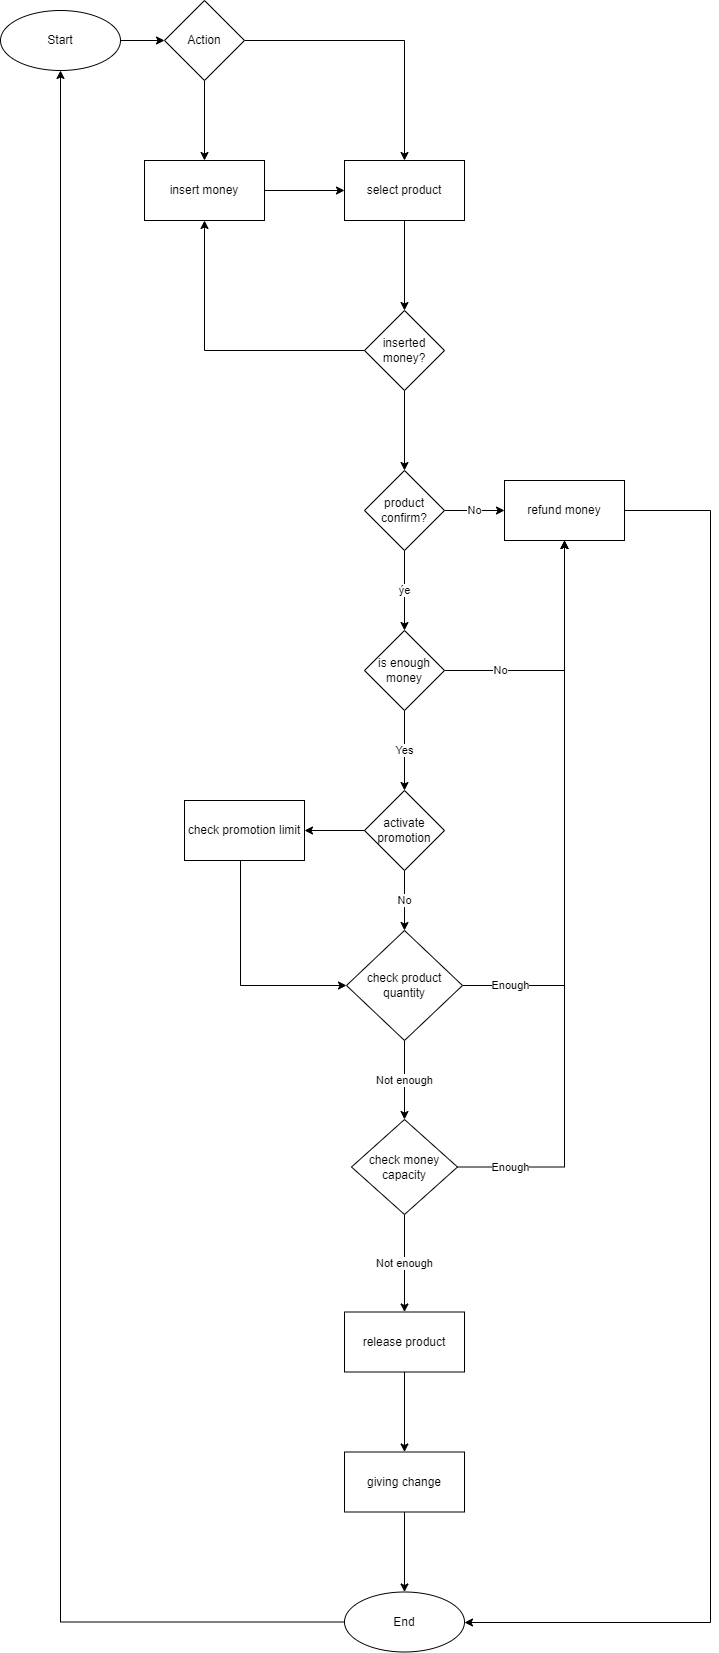 Start
Action
insert money
select product
inserted
money?
product
confirm?
No
refund money
ýe
is enough
money
No
Yes
check promotion limit
activate
promotion
No
check product
quantity
Enough
Not enough
check money
capacity
Enough
Not enough
release product
giving change
End